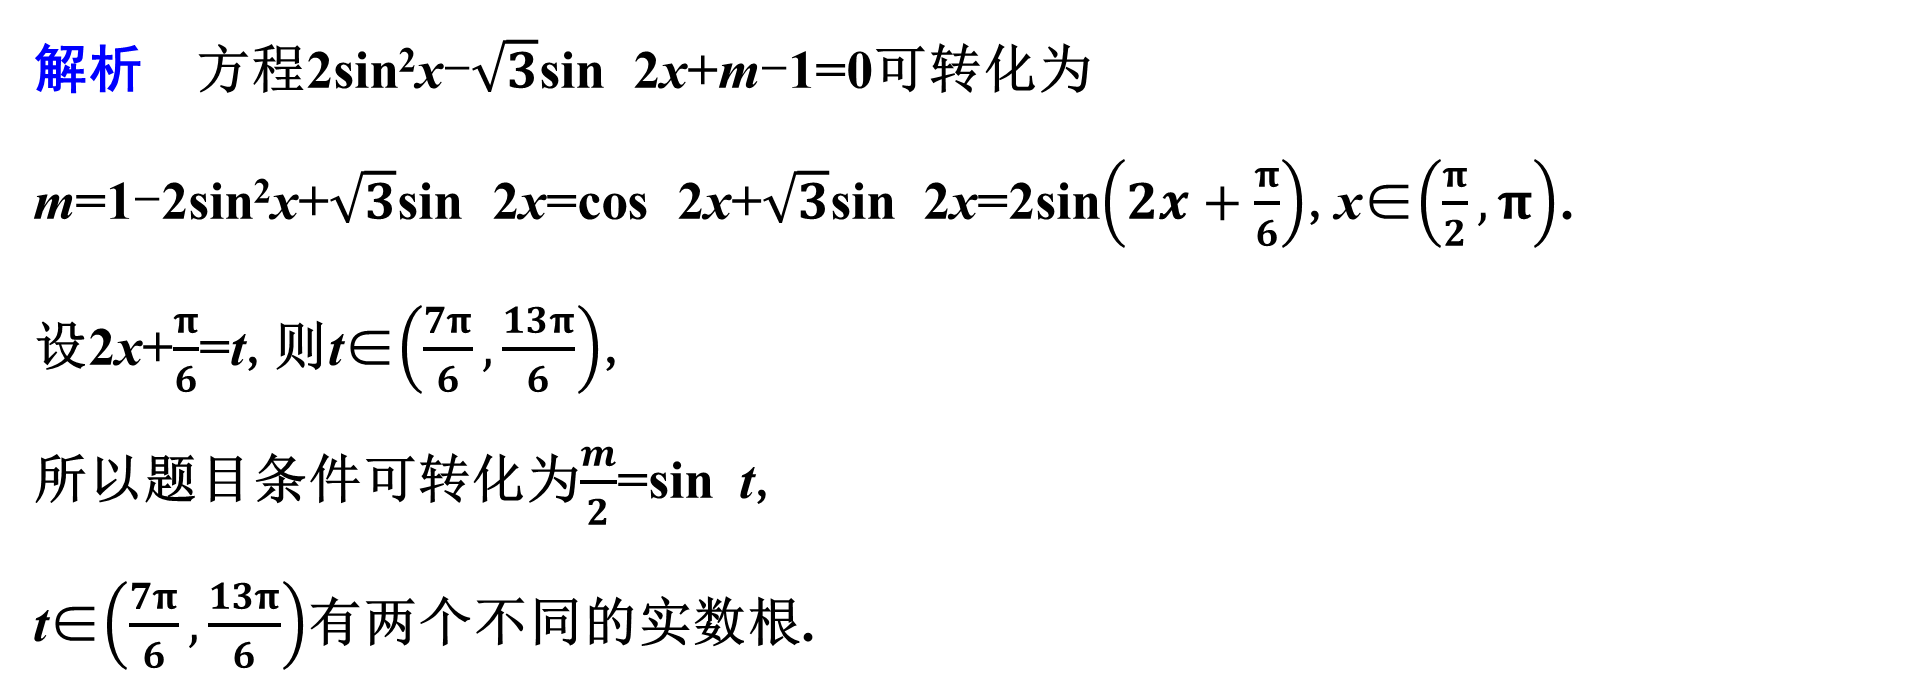 解析 方程2sin²x−√3sin 2x+m−1=0可转化为
m=1−2sin²x+√3sin 2x=cos 2x+√3sin 2x=2sin(2x + π/6), x∈(π/2, π).
设2x+π/6=t, 则t∈(7π/6, 13π/6),
所以题目条件可转化为m/2=sin t,
t∈(7π/6, 13π/6)有两个不同的实数根.